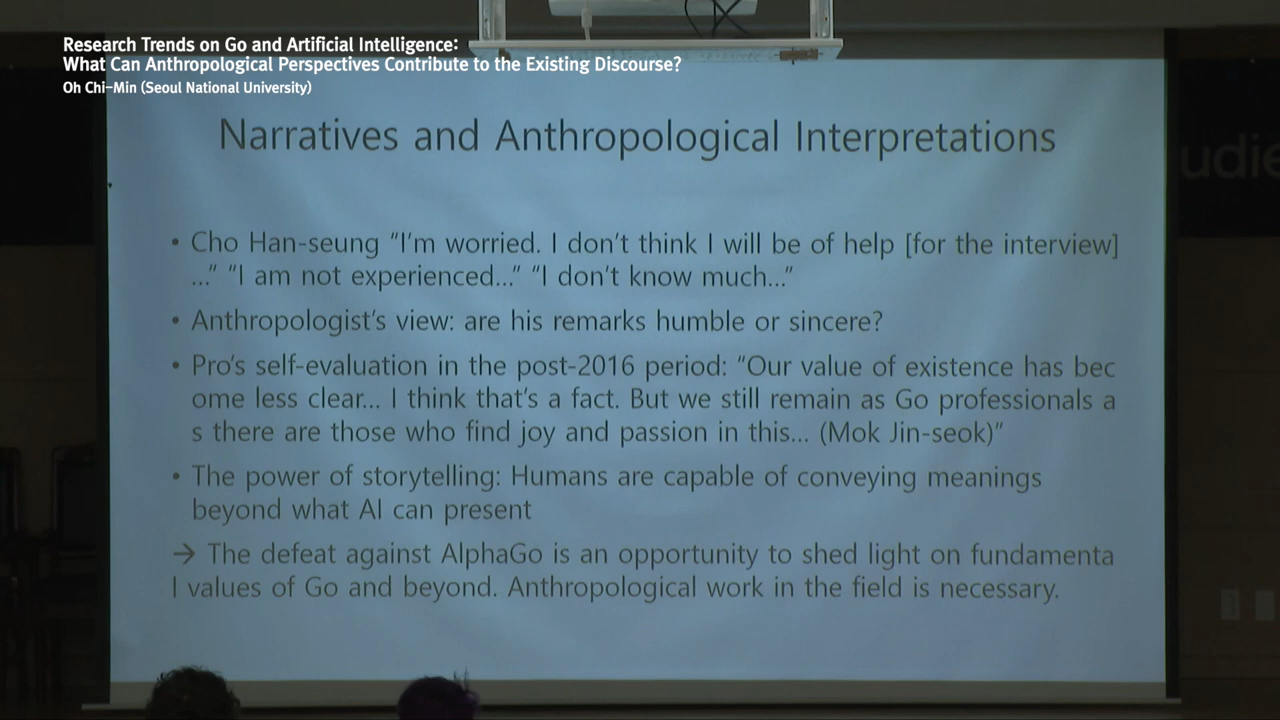 Research Trends on Go and Artificial Intelligence:
What Can Anthropological Perspectives Contribute to the Existing Discourse?
Oh Chi-Min (Seoul National University)
Narratives and Anthropological Interpretations
udie
• Cho Han-seung “I’m worried. I don’t think I will be of help [for the interview]
…” “I am not experienced…” “I don’t know much…”
• Anthropologist’s view: are his remarks humble or sincere?
• Pro’s self-evaluation in the post-2016 period: “Our value of existence has bec
ome less clear… I think that’s a fact. But we still remain as Go professionals a
s there are those who find joy and passion in this… (Mok Jin-seok)”
• The power of storytelling: Humans are capable of conveying meanings
beyond what AI can present
→ The defeat against AlphaGo is an opportunity to shed light on fundamenta
l values of Go and beyond. Anthropological work in the field is necessary.